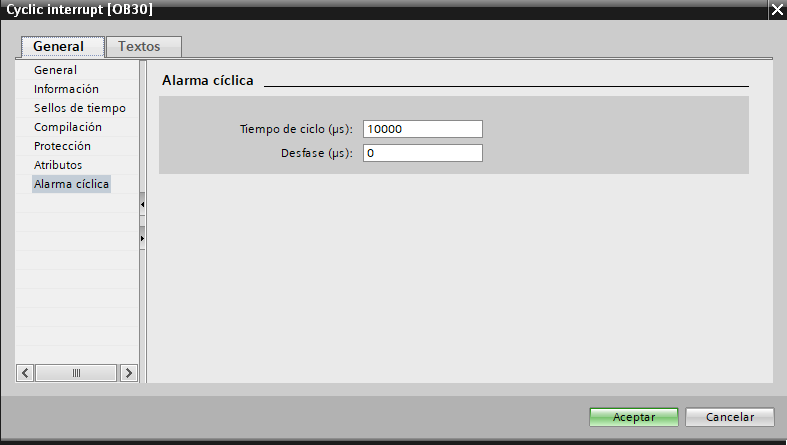 Cyclic interrupt [OB30]
General
Textos
General
Información
Sellos de tiempo
Compilación
Protección
Atributos
Alarma cíclica
Alarma cíclica
Tiempo de ciclo (µs): 10000
Desfase (µs): 0
Aceptar
Cancelar